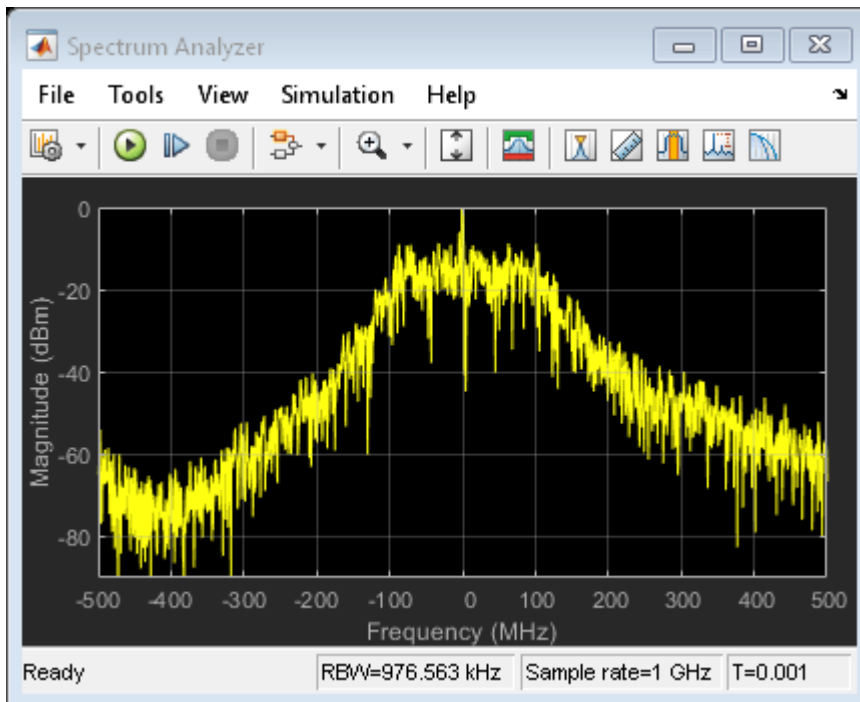 Spectrum Analyzer
File Tools View Simulation Help
0
-20
-40
-60
-80
Magnitude (dBm)
-500 -400 -300 -200 -100 0 100 200 300 400 500
Frequency (MHz)
Ready RBW=976.563 kHz Sample rate=1 GHz T=0.001